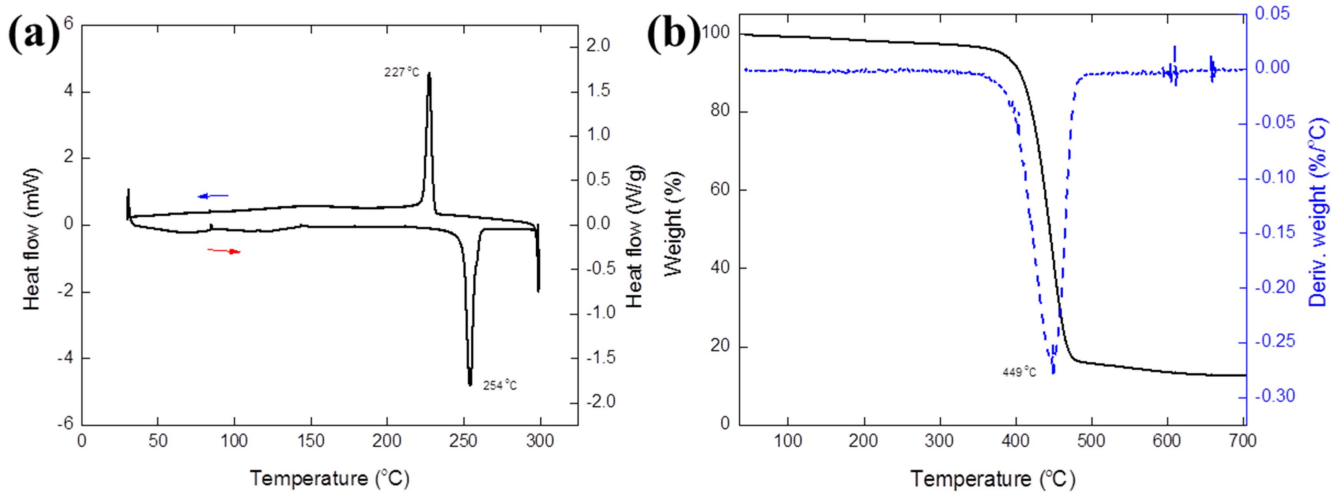 (a)
6
4
2
0
-2
-4
-6
Heat flow (mW)
2.0
1.5
1.0
0.5
0.0
-0.5
-1.0
-1.5
-2.0
Heat flow (W/g)
227 °C
254 °C
0 50 100 150 200 250 300
Temperature (°C)
(b)
100
80
60
40
20
0
Weight (%)
0.05
0.00
-0.05
-0.10
-0.15
-0.20
-0.25
-0.30
Deriv. weight (%/°C)
449 °C
100 200 300 400 500 600 700
Temperature (°C)